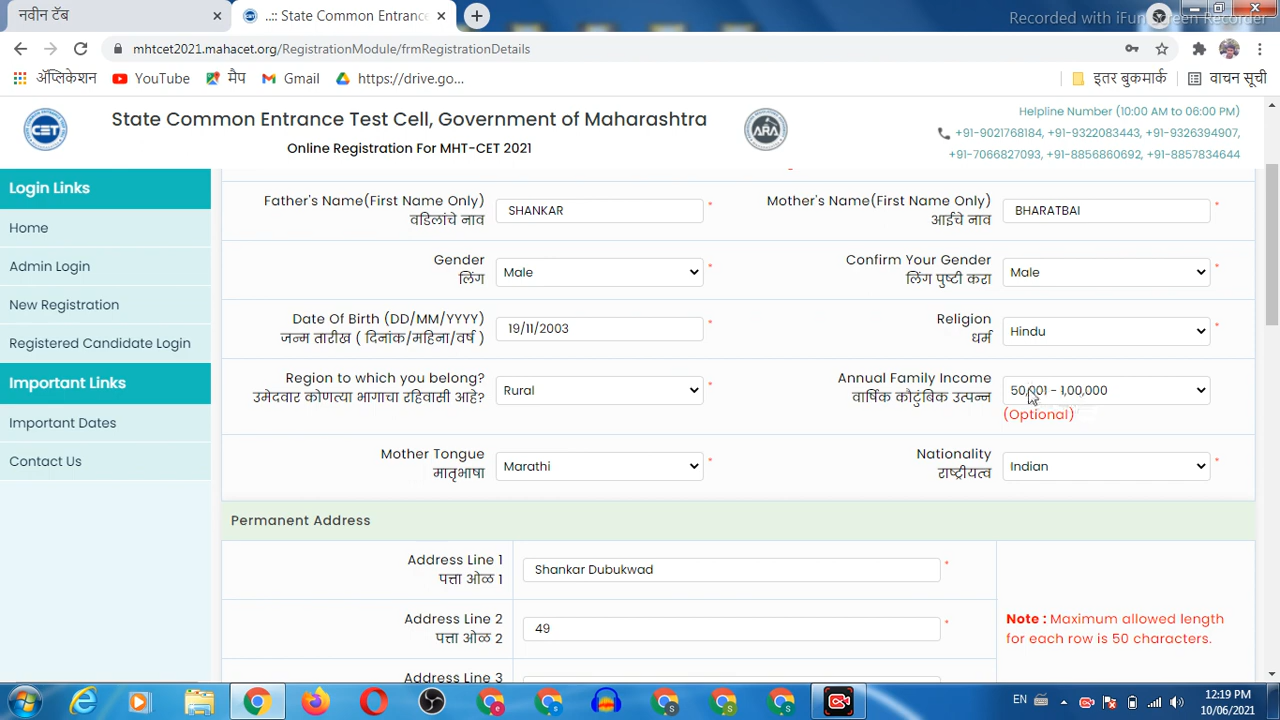 नवीन टॅब
..:: State Common Entrance
Recorded with iFun Screen Recorder
mhtcet2021.mahacet.org/RegistrationModule/frmRegistrationDetails
ॲप्लिकेशन YouTube मॅप Gmail https://drive.go... इतर बुकमार्क वाचन सूची
CET
State Common Entrance Test Cell, Government of Maharashtra
Online Registration For MHT-CET 2021
ARA
Helpline Number (10:00 AM to 06:00 PM)
+91-9021768184, +91-9322083443, +91-9326394907,
+91-7066827093, +91-8856860692, +91-8857834644
Login Links
Home
Admin Login
New Registration
Registered Candidate Login
Important Links
Important Dates
Contact Us
Father's Name(First Name Only)
वडिलांचे नाव
SHANKAR *
Mother's Name(First Name Only)
आईचे नाव
BHARATBAI *
Gender
लिंग
Male *
Confirm Your Gender
लिंग पुष्टी करा
Male *
Date Of Birth (DD/MM/YYYY)
जन्म तारीख ( दिनांक/महिना/वर्ष )
19/11/2003 *
Religion
धर्म
Hindu *
Region to which you belong?
उमेदवार कोणत्या भागाचा रहिवासी आहे?
Rural *
Annual Family Income
वार्षिक कौटुंबिक उत्पन्न
50,001 - 1,00,000
(Optional)
Mother Tongue
मातृभाषा
Marathi *
Nationality
राष्ट्रीयत्व
Indian *
Permanent Address
Address Line 1
पत्ता ओळ 1
Shankar Dubukwad *
Address Line 2
पत्ता ओळ 2
49 *
Note : Maximum allowed length
for each row is 50 characters.
Address Line 3
EN
12:19 PM
10/06/2021